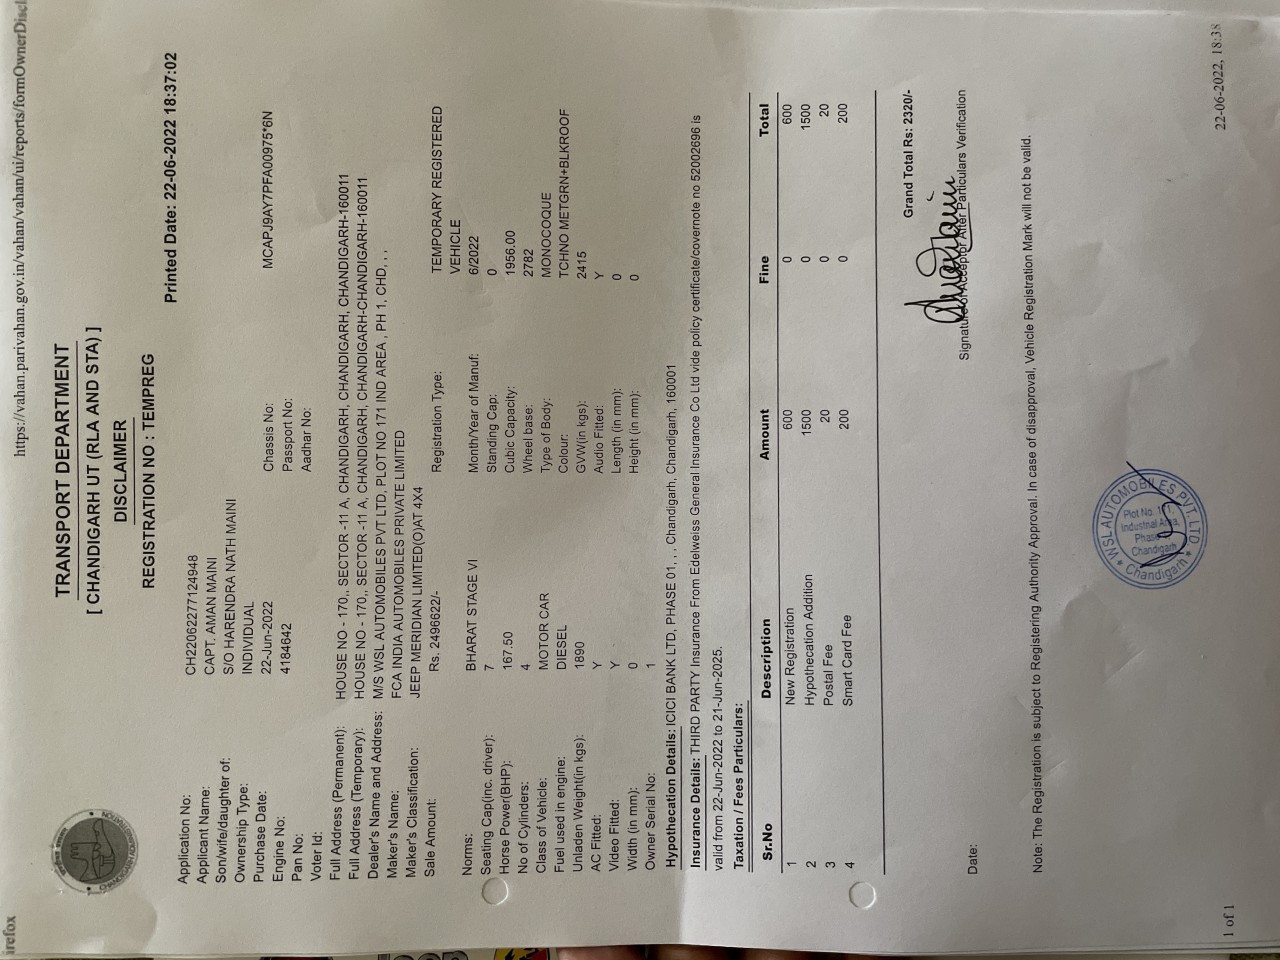 https://vahan.parivahan.gov.in/vahan/vahan/ui/reports/formOwnerDiscl
TRANSPORT DEPARTMENT
[ CHANDIGARH UT (RLA AND STA) ]
DISCLAIMER
REGISTRATION NO : TEMPREG
Printed Date: 22-06-2022 18:37:02
Application No: CH22062277124948
Applicant Name: CAPT. AMAN MAINI
Son/wife/daughter of: S/O HARENDRA NATH MAINI
Ownership Type: INDIVIDUAL
Purchase Date: 22-Jun-2022 Chassis No: MCAPJ9AY7PFA00975*6N
Engine No: 4184642 Passport No:
Pan No: Aadhar No:
Voter Id:
Full Address (Permanent): HOUSE NO - 170,, SECTOR -11 A, CHANDIGARH, CHANDIGARH, CHANDIGARH-160011
Full Address (Temporary): HOUSE NO - 170,, SECTOR -11 A, CHANDIGARH, CHANDIGARH-CHANDIGARH-160011
Dealer's Name and Address: M/S WSL AUTOMOBILES PVT LTD, PLOT NO 171 IND AREA , PH 1, CHD, , ,
Maker's Name: FCA INDIA AUTOMOBILES PRIVATE LIMITED
Maker's Classification: JEEP MERIDIAN LIMITED(O)AT 4X4
Sale Amount: Rs. 2496622/- Registration Type: TEMPORARY REGISTERED
VEHICLE
Norms: BHARAT STAGE VI Month/Year of Manuf: 6/2022
Seating Cap(inc. driver): 7 Standing Cap: 0
Horse Power(BHP): 167.50 Cubic Capacity: 1956.00
No of Cylinders: 4 Wheel base: 2782
Class of Vehicle: MOTOR CAR Type of Body: MONOCOQUE
Fuel used in engine: DIESEL Colour: TCHNO METGRN+BLKROOF
Unladen Weight(in kgs): 1890 GVW(in kgs): 2415
AC Fitted: Y Audio Fitted: Y
Video Fitted: Y Length (in mm): 0
Width (in mm): 0 Height (in mm): 0
Owner Serial No: 1
Hypothecation Details: ICICI BANK LTD, PHASE 01, , , Chandigarh, Chandigarh, 160001
Insurance Details: THIRD PARTY Insurance From Edelweiss General Insurance Co Ltd vide policy certificate/covernote no 52002696 is
valid from 22-Jun-2022 to 21-Jun-2025.
Taxation / Fees Particulars:
Sr.No Description Amount Fine Total
1 New Registration 600 0 600
2 Hypothecation Addition 1500 0 1500
3 Postal Fee 20 0 20
4 Smart Card Fee 200 0 200
Grand Total Rs: 2320/-
Date: Signature of Acceptor After Particulars Verification
Note: The Registration is subject to Registering Authority Approval. In case of disapproval, Vehicle Registration Mark will not be valid.
WSL AUTOMOBILES PVT. LTD
Plot No. 171,
Industrial Area,
Phase
Chandigarh
Chandigarh
1 of 1 22-06-2022, 18:38